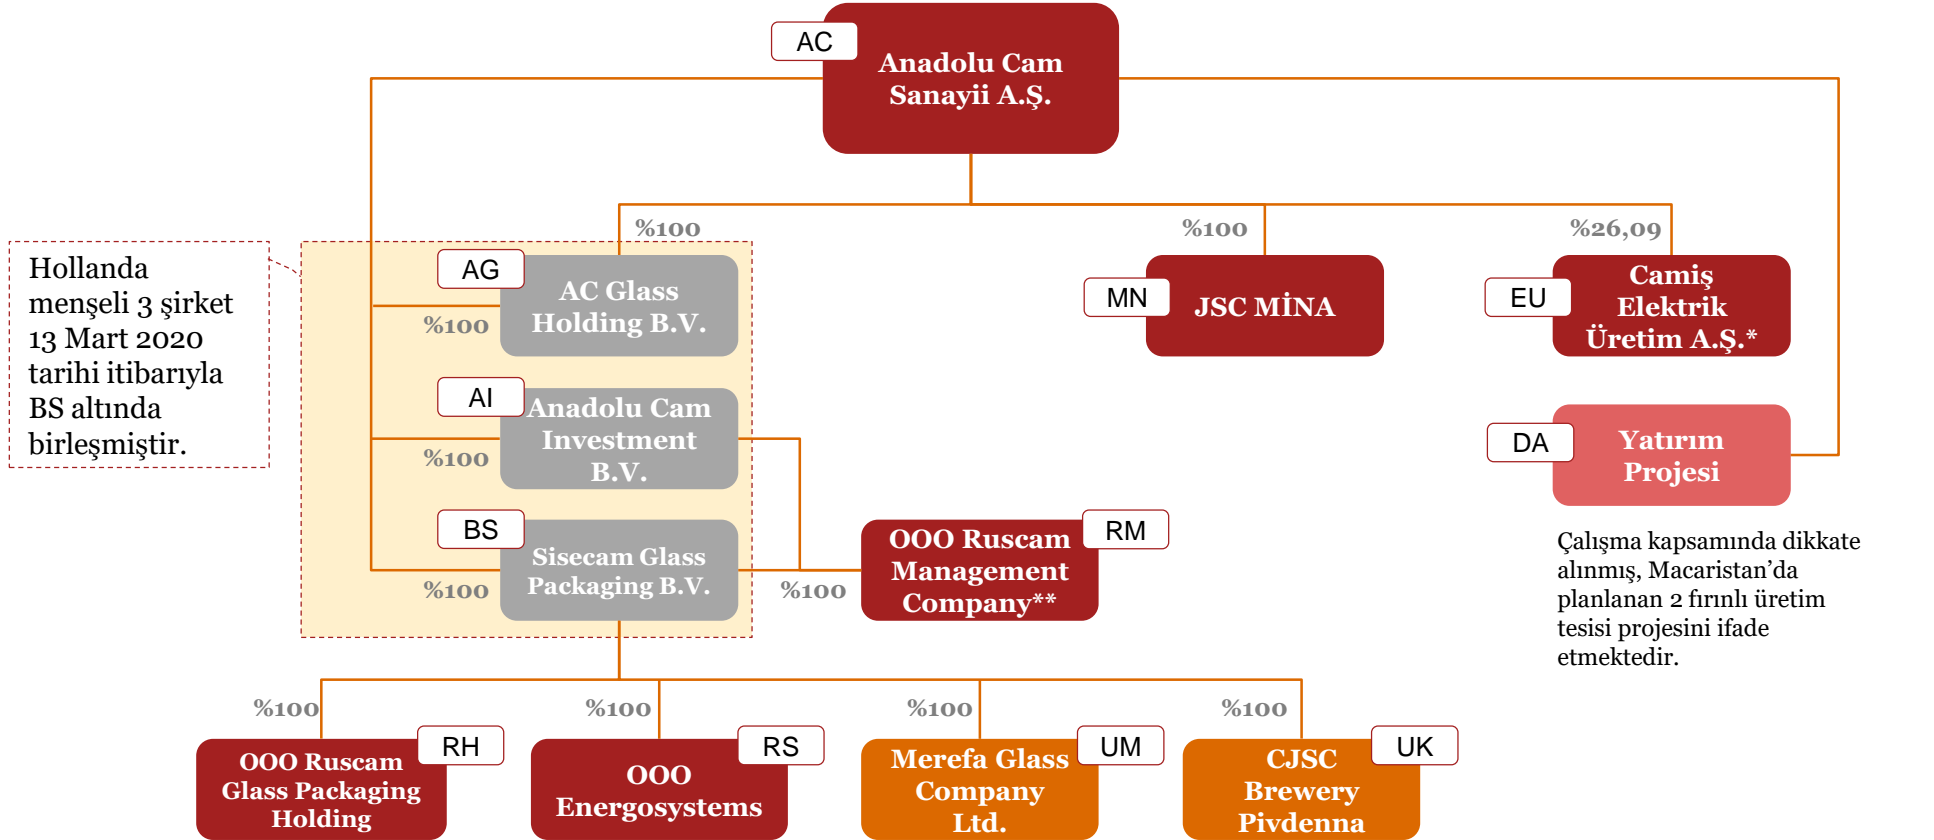 AC
Anadolu Cam
Sanayii A.Ş.
%100
%100
%26,09
Hollanda
menşeli 3 şirket
13 Mart 2020
tarihi itibarıyla
BS altında
birleşmiştir.
AG
AC Glass
Holding B.V.
%100
MN
JSC MİNA
EU
Camiş
Elektrik
Üretim A.Ş.*
AI
Anadolu Cam
Investment
B.V.
%100
DA
Yatırım
Projesi
BS
Sisecam Glass
Packaging B.V.
%100
%100
RM
OOO Ruscam
Management
Company**
Çalışma kapsamında dikkate
alınmış, Macaristan’da
planlanan 2 fırınlı üretim
tesisi projesini ifade
etmektedir.
%100
%100
%100
%100
RH
OOO Ruscam
Glass Packaging
Holding
RS
OOO
Energosystems
UM
Merefa Glass
Company
Ltd.
UK
CJSC
Brewery
Pivdenna